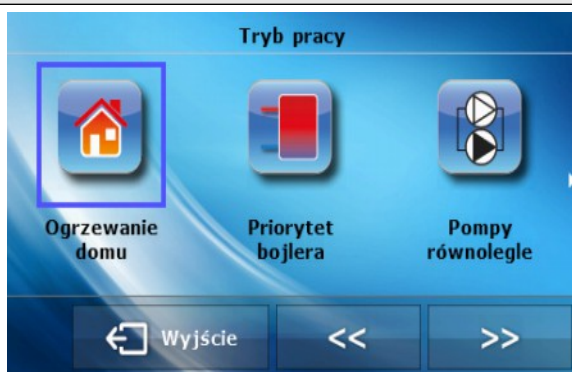 Tryb pracy
Ogrzewanie
domu
Priorytet
bojlera
Pompy
równolegle
Wyjście
<<
>>